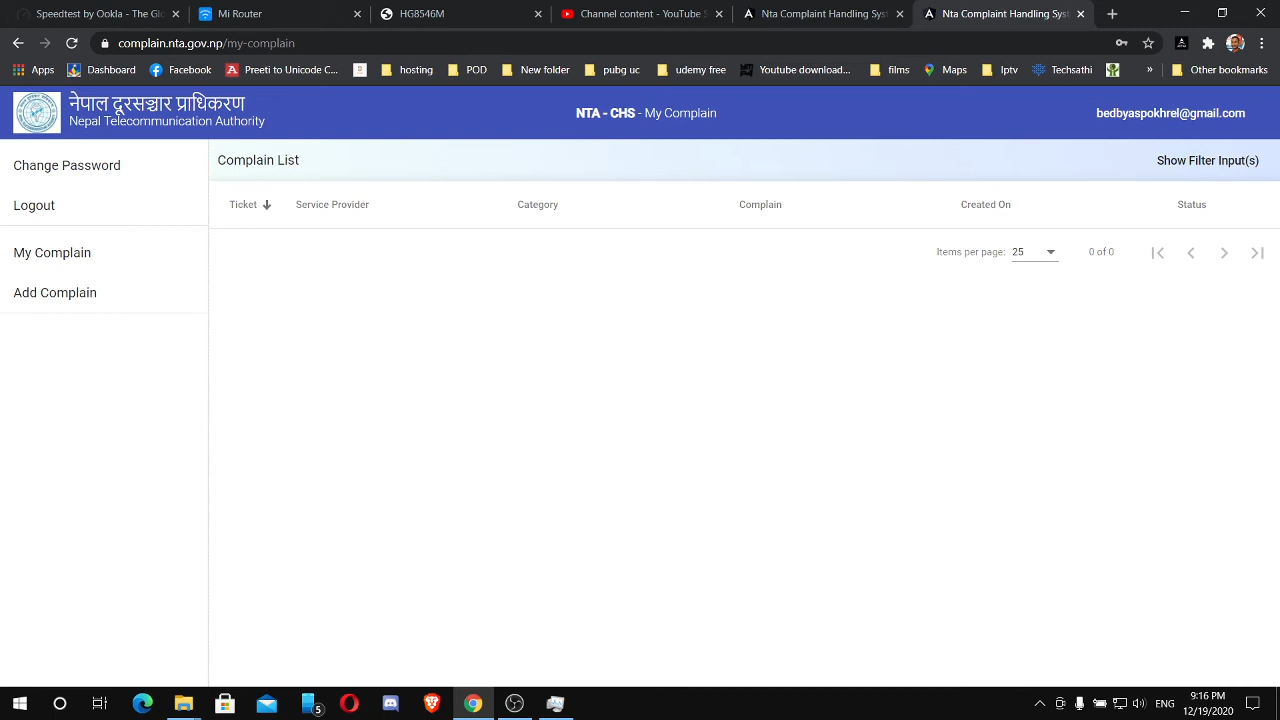 Speedtest by Ookla - The Glo
Mi Router
HG8546M
Channel content - YouTube S
Nta Complaint Handling Syst
Nta Complaint Handling Syst
complain.nta.gov.np/my-complain
Apps
Dashboard
Facebook
Preeti to Unicode C...
hosting
POD
New folder
pubg uc
udemy free
Youtube download...
films
Maps
Iptv
Techsathi
»
Other bookmarks
नेपाल दूरसञ्चार प्राधिकरण
Nepal Telecommunication Authority
NTA - CHS - My Complain
bedbyaspokhrel@gmail.com
Change Password
Logout
My Complain
Add Complain
Complain List
Show Filter Input(s)
Ticket
Service Provider
Category
Complain
Created On
Status
Items per page: 25
0 of 0
5
ENG
9:16 PM
12/19/2020